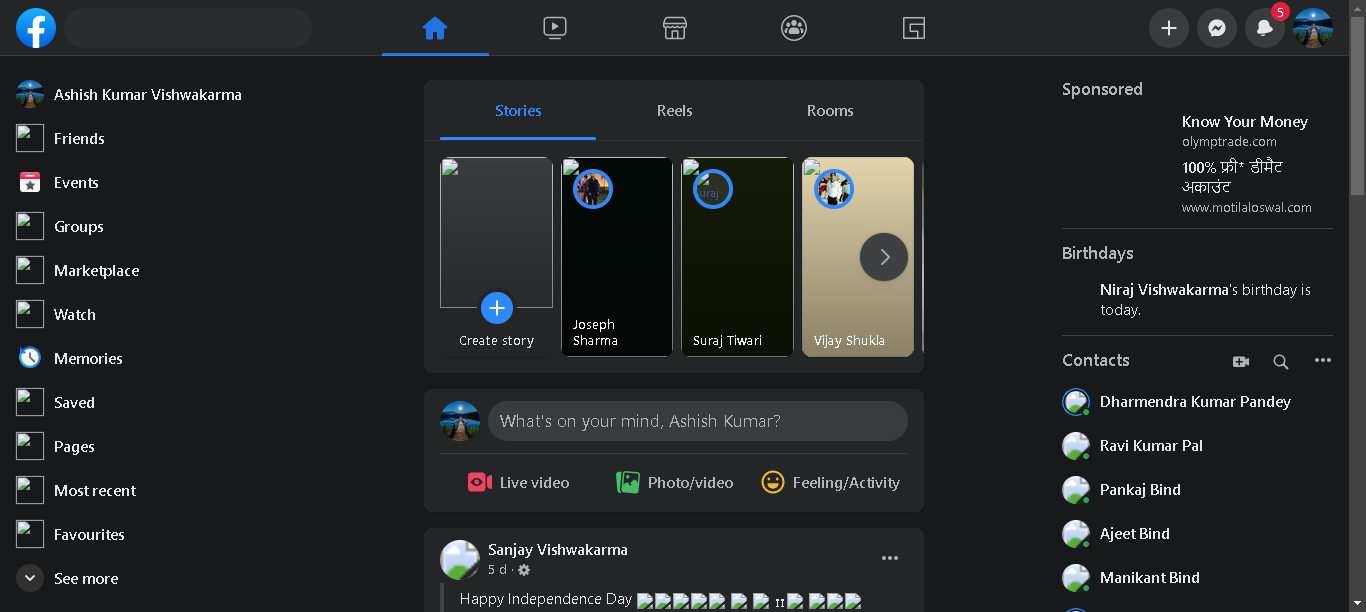 5
Ashish Kumar Vishwakarma
Friends
Events
Groups
Marketplace
Watch
Memories
Saved
Pages
Most recent
Favourites
See more
Stories
Reels
Rooms
Create story
Joseph
Sharma
Suraj
Suraj Tiwari
Vijay Shukla
What's on your mind, Ashish Kumar?
Live video
Photo/video
Feeling/Activity
Sanjay Vishwakarma
5 d ·
Happy Independence Day
Sponsored
Know Your Money
olymptrade.com
100% फ्री* डीमैट
अकाउंट
www.motilaloswal.com
Birthdays
Niraj Vishwakarma's birthday is
today.
Contacts
Dharmendra Kumar Pandey
Ravi Kumar Pal
Pankaj Bind
Ajeet Bind
Manikant Bind